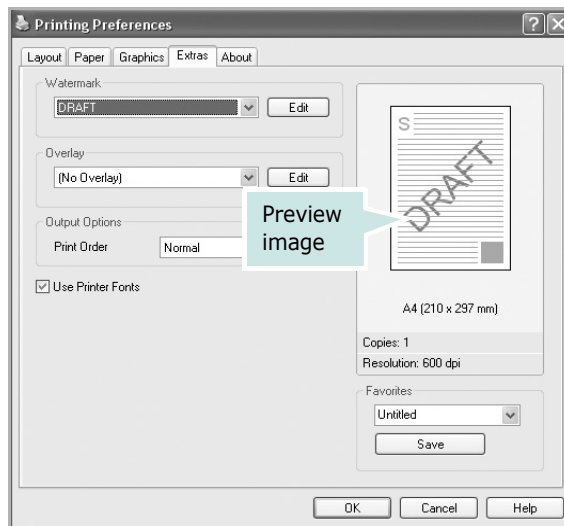 Printing Preferences
Layout Paper Graphics Extras About
Watermark
DRAFT
Edit
Overlay
(No Overlay)
Edit
Output Options
Print Order
Normal
Use Printer Fonts
Preview
image
S
DRAFT
A4 (210 x 297 mm)
Copies: 1
Resolution: 600 dpi
Favorites
Untitled
Save
OK Cancel Help